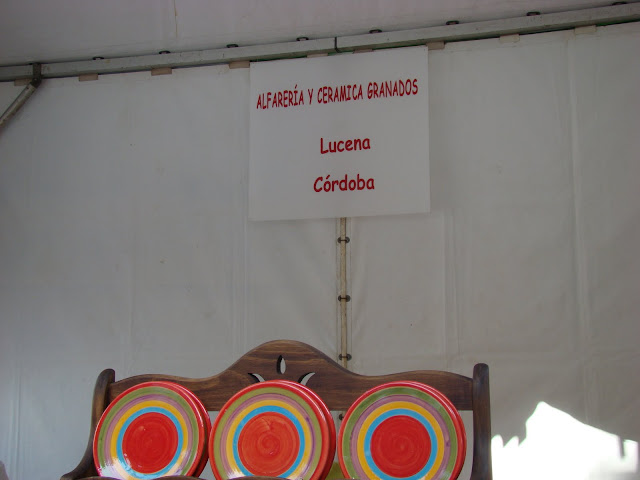 ALFARERÍA Y CERAMICA GRANADOS
Lucena
Córdoba